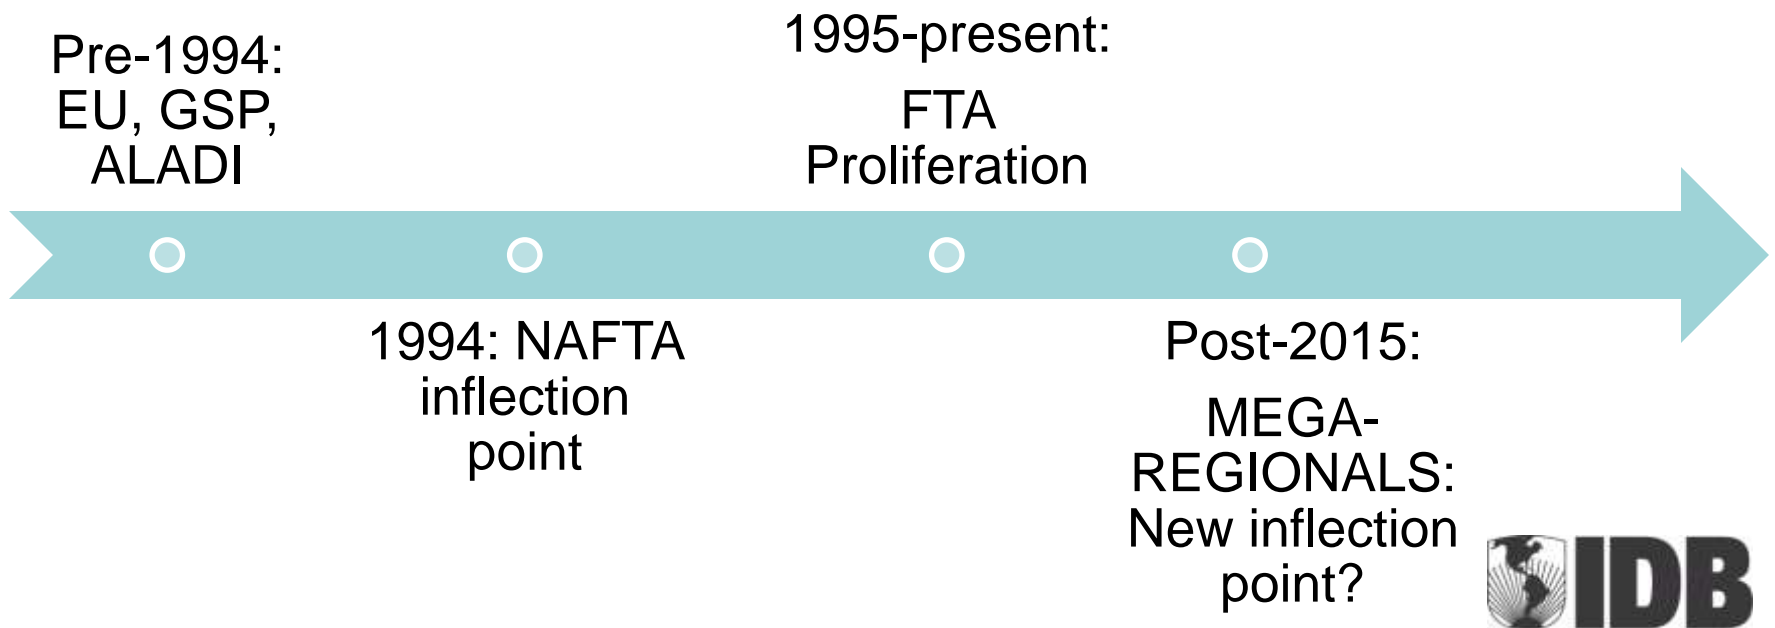 Pre-1994:
EU, GSP,
ALADI
1994: NAFTA
inflection
point
1995-present:
FTA
Proliferation
Post-2015:
MEGA-
REGIONALS:
New inflection
point?
IDB